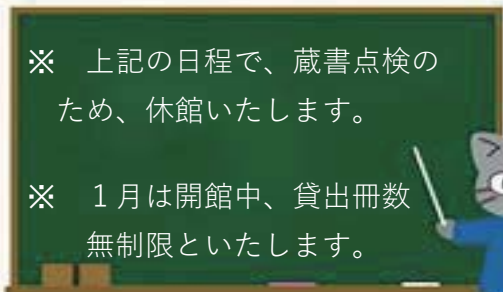 ※　上記の日程で、蔵書点検の
ため、休館いたします。
※　１月は開館中、貸出冊数
無制限といたします。